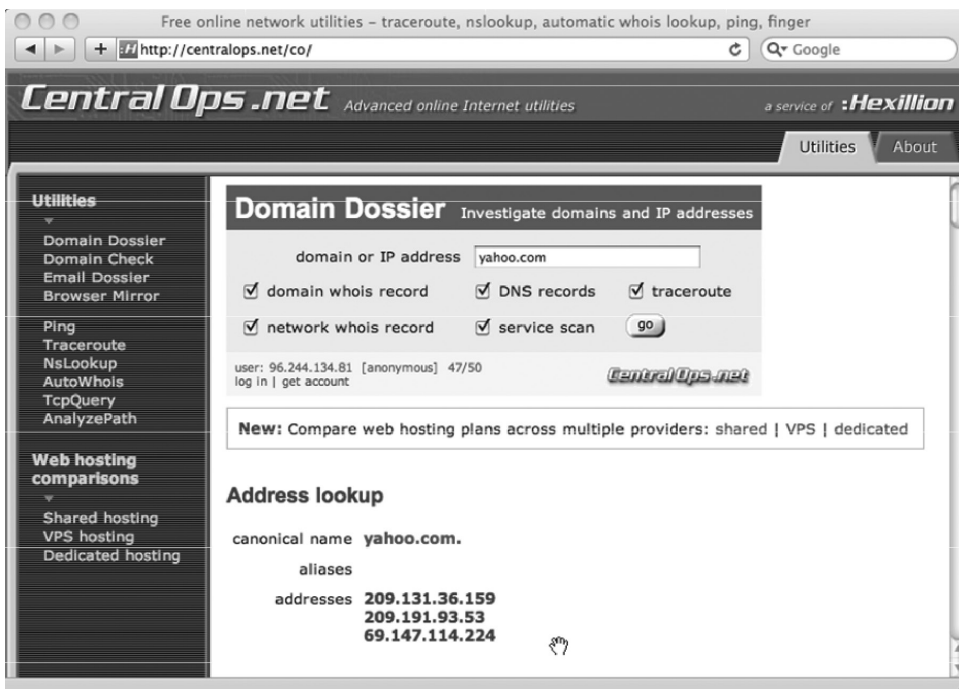 Free online network utilities – traceroute, nslookup, automatic whois lookup, ping, finger
:H http://centralops.net/co/
Google
Central Ops .net Advanced online Internet utilities
a service of :Hexillion
Utilities About
Utilities
Domain Dossier
Domain Check
Email Dossier
Browser Mirror
Ping
Traceroute
NsLookup
AutoWhois
TcpQuery
AnalyzePath
Web hosting
comparisons
Shared hosting
VPS hosting
Dedicated hosting
Domain Dossier Investigate domains and IP addresses
domain or IP address yahoo.com
domain whois record DNS records traceroute
network whois record service scan go
user: 96.244.134.81 [anonymous] 47/50
log in | get account
CentralOps.net
New: Compare web hosting plans across multiple providers: shared | VPS | dedicated
Address lookup
canonical name yahoo.com.
aliases
addresses 209.131.36.159
209.191.93.53
69.147.114.224